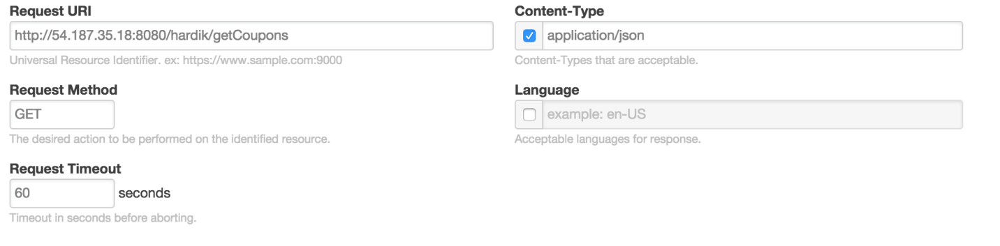 Request URI
http://54.187.35.18:8080/hardik/getCoupons
Universal Resource Identifier. ex: https://www.sample.com:9000
Request Method
GET
The desired action to be performed on the identified resource.
Request Timeout
60 seconds
Timeout in seconds before aborting.
Content-Type
application/json
Content-Types that are acceptable.
Language
example: en-US
Acceptable languages for response.